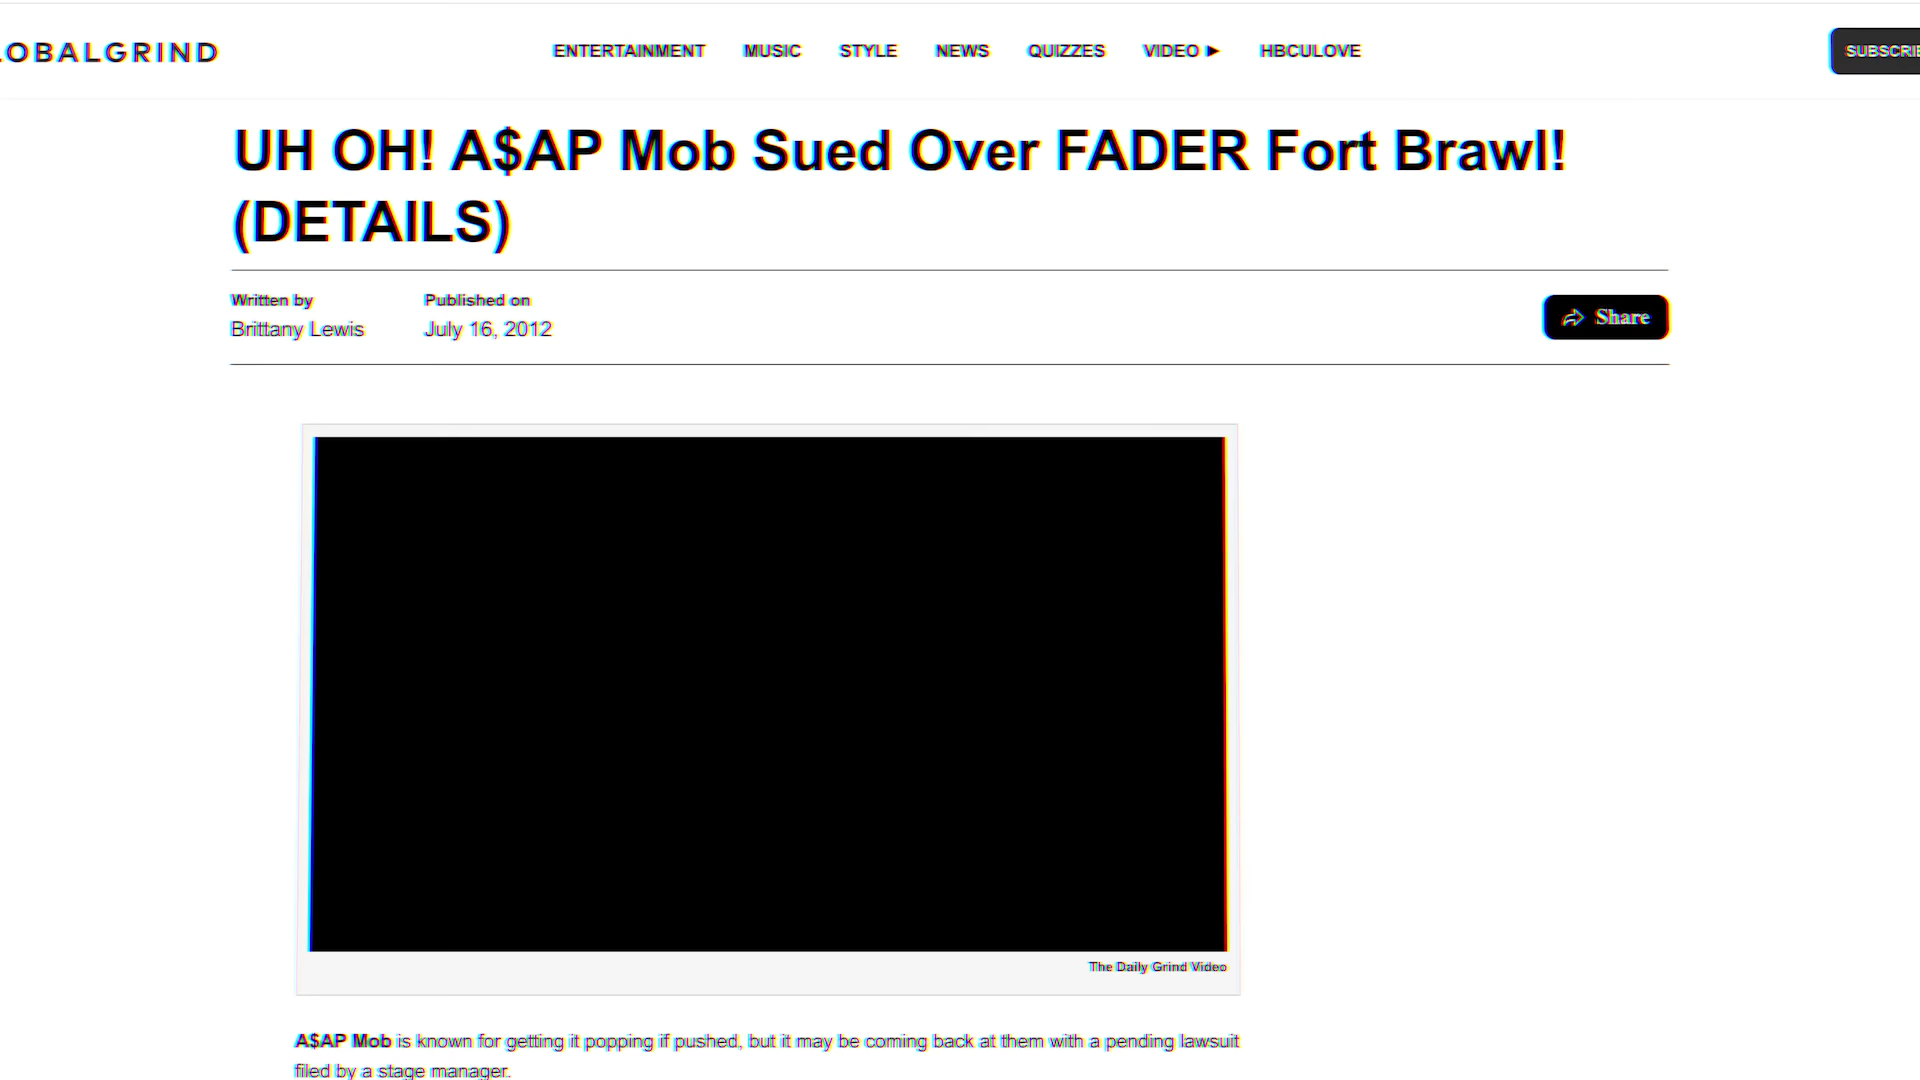 LOBALGRIND
ENTERTAINMENT MUSIC STYLE NEWS QUIZZES VIDEO ► HBCULOVE
SUBSCRIBE
UH OH! A$AP Mob Sued Over FADER Fort Brawl!
(DETAILS)
Written by
Brittany Lewis
Published on
July 16, 2012
Share
The Daily Grind Video
A$AP Mob is known for getting it popping if pushed, but it may be coming back at them with a pending lawsuit
filed by a stage manager.